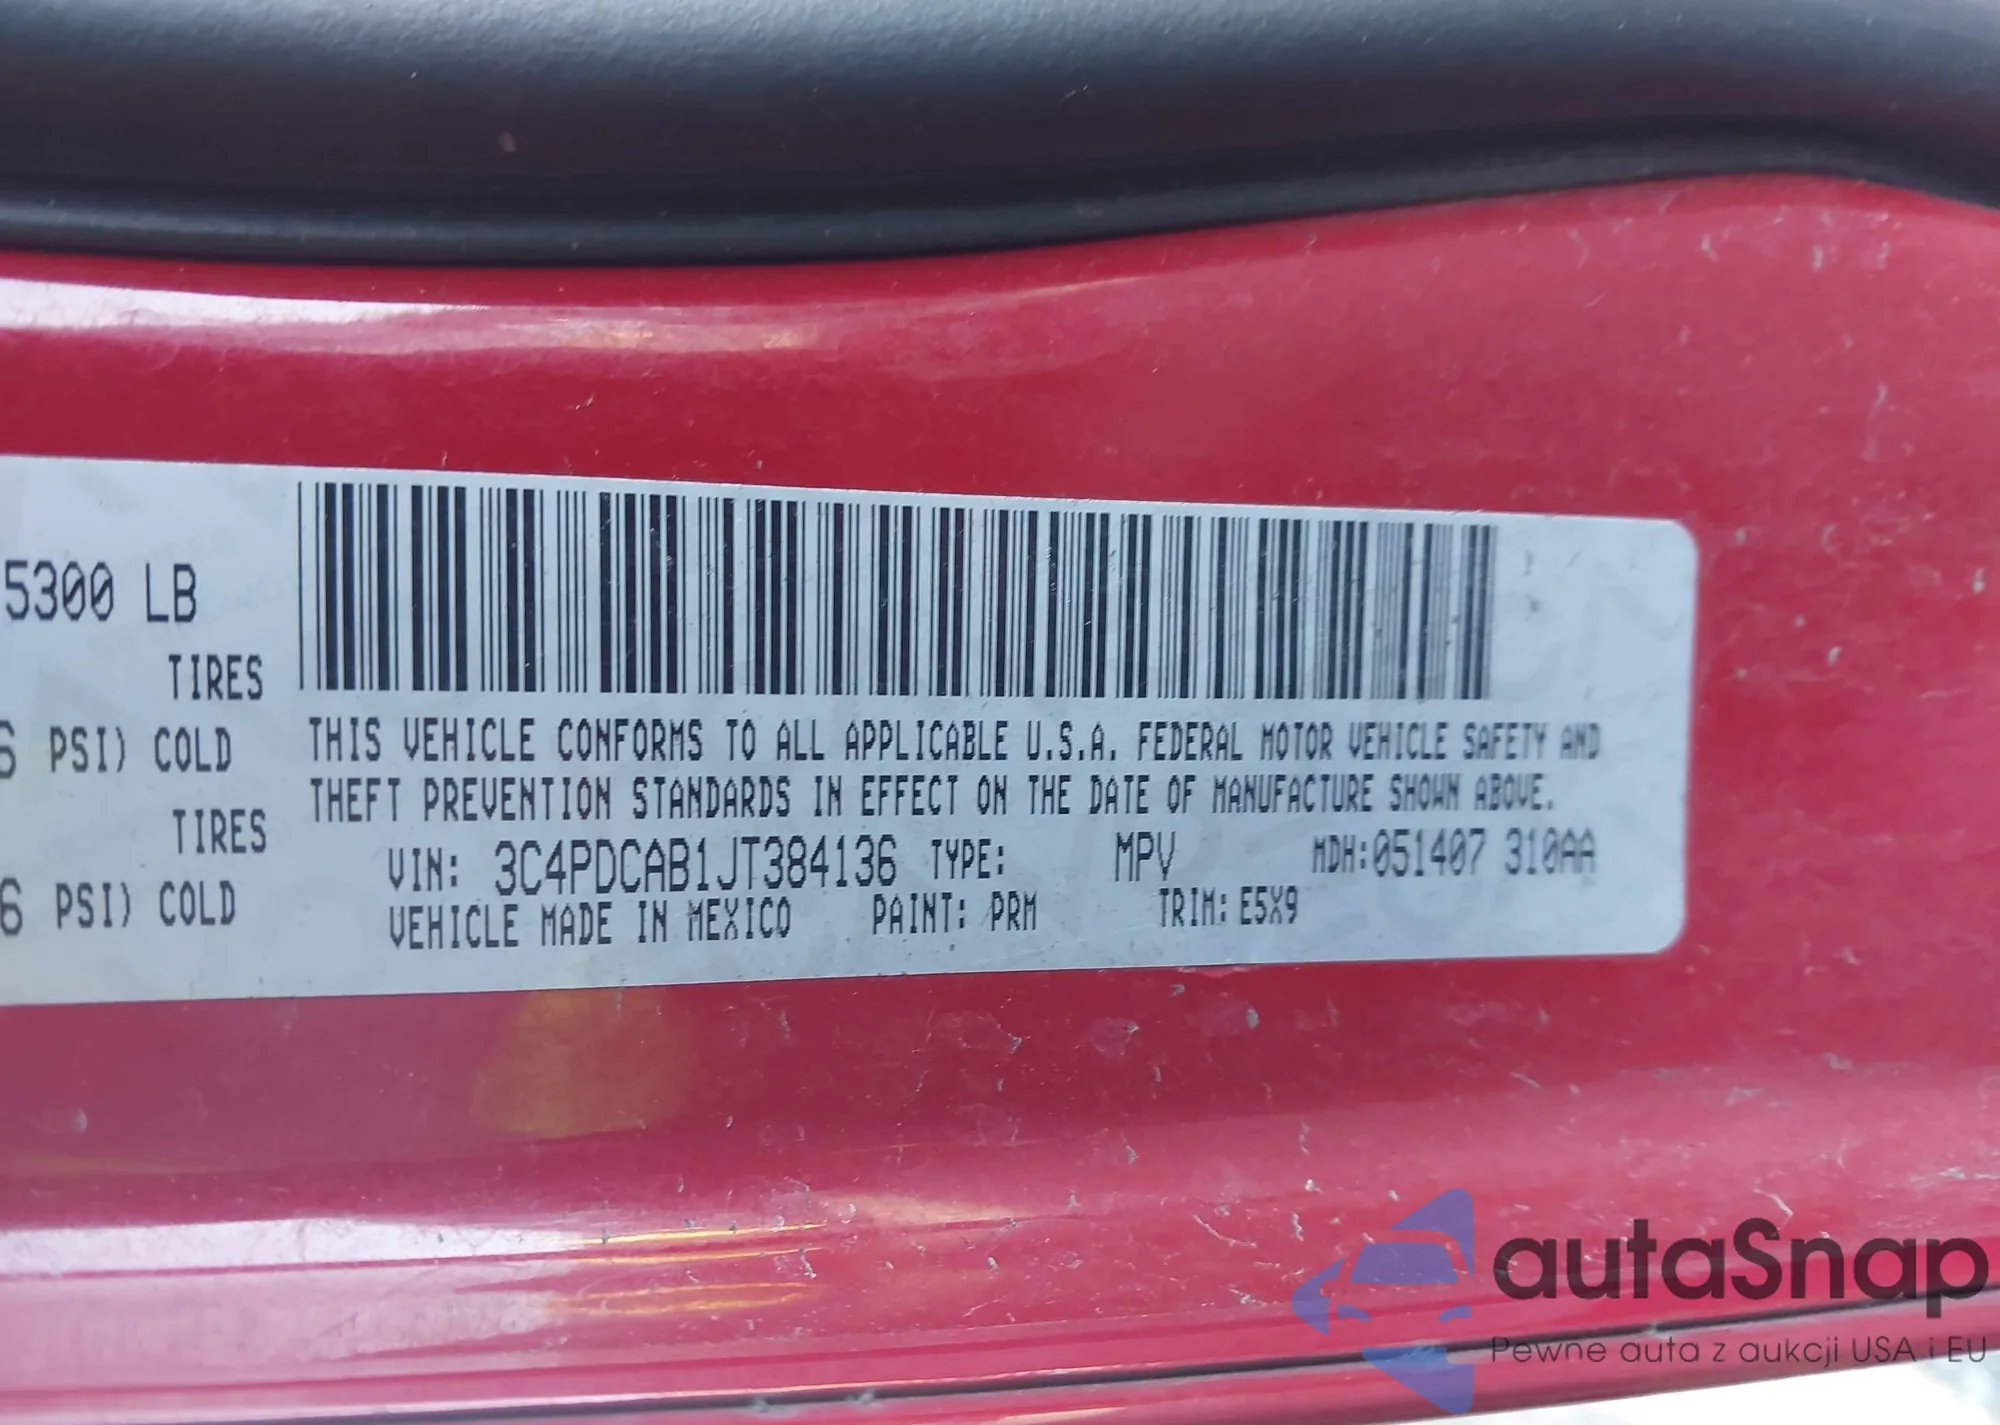 5300 LB
TIRES
6 PSI) COLD
TIRES
6 PSI) COLD
THIS VEHICLE CONFORMS TO ALL APPLICABLE U.S.A. FEDERAL MOTOR VEHICLE SAFETY AND
THEFT PREVENTION STANDARDS IN EFFECT ON THE DATE OF MANUFACTURE SHOWN ABOVE.
VIN: 3C4PDCAB1JT384136 TYPE: MPV MDH:051407 310AA
VEHICLE MADE IN MEXICO PAINT: PRM TRIM: E5X9
autaSnap
Pewne auta z aukcji USA i EU